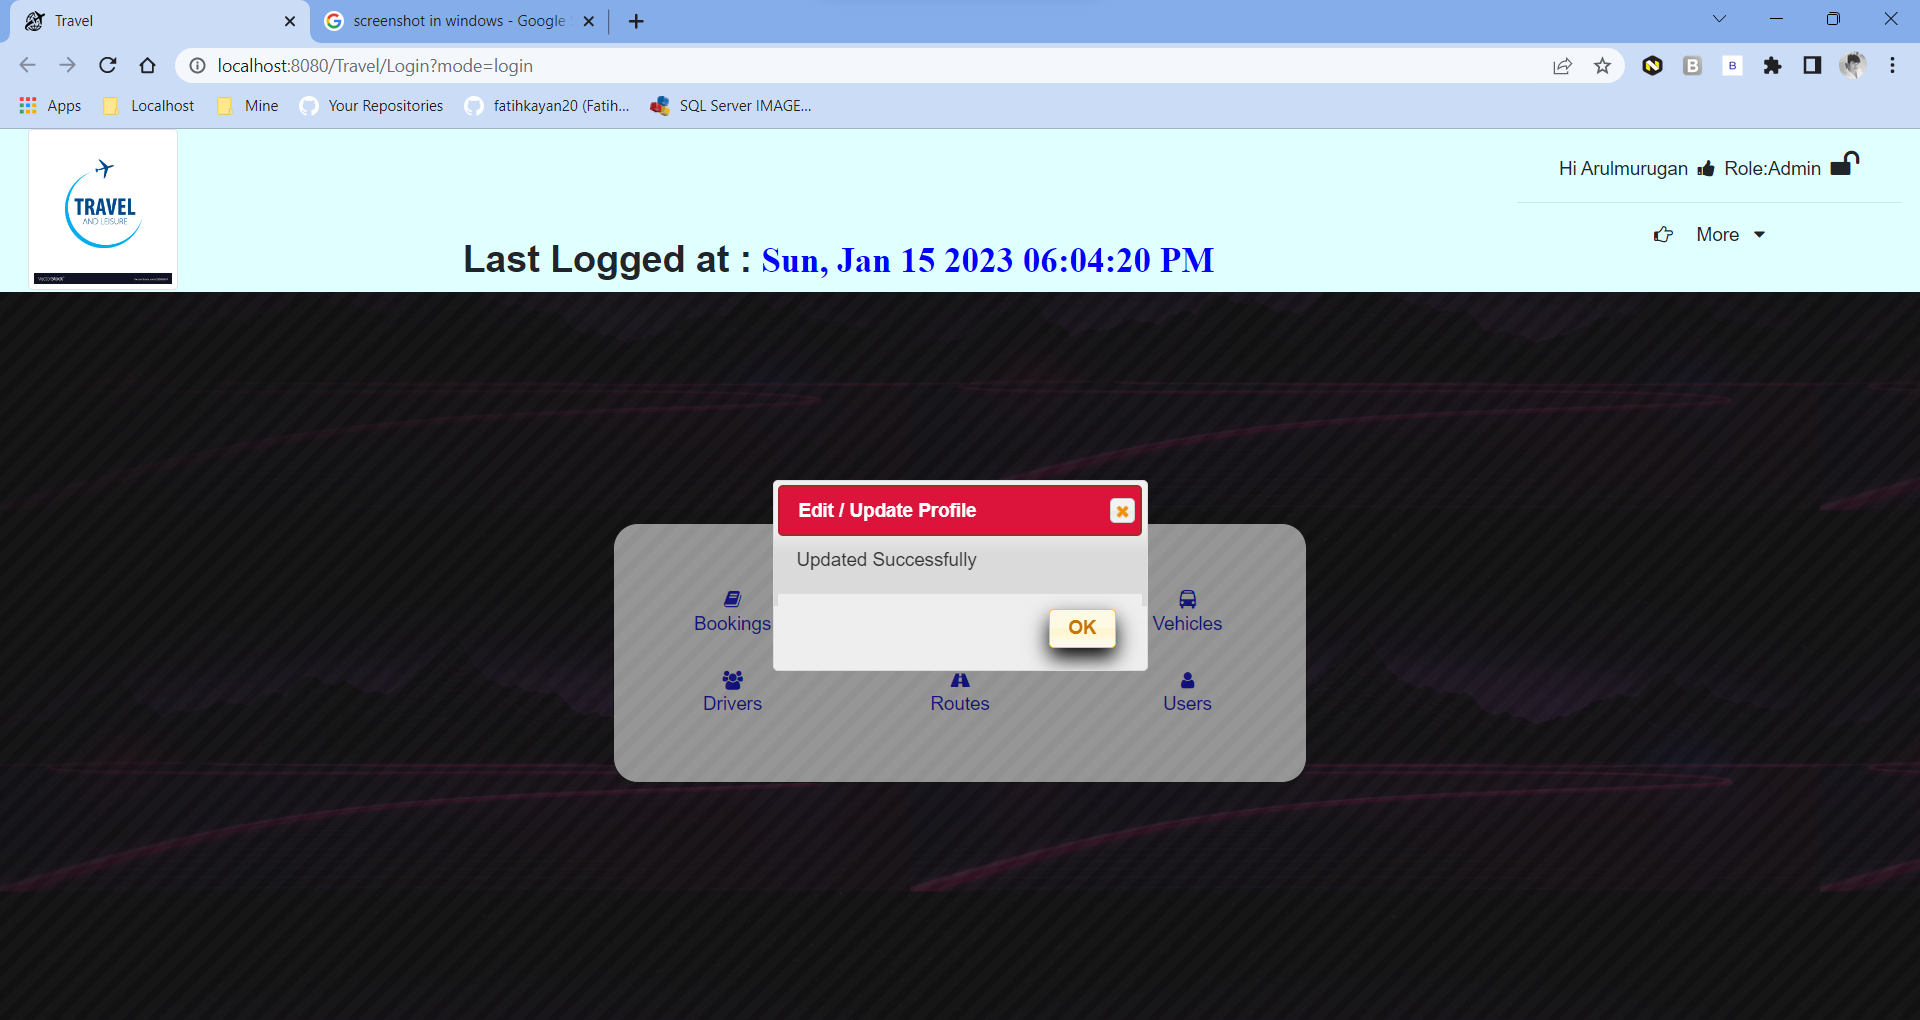 Travel
screenshot in windows - Google
localhost:8080/Travel/Login?mode=login
Apps
Localhost
Mine
Your Repositories
fatihkayan20 (Fatih...
SQL Server IMAGE...
TRAVEL
AND LEISURE
VectorStock
Hi Arulmurugan Role:Admin
More
Last Logged at : Sun, Jan 15 2023 06:04:20 PM
Edit / Update Profile
Updated Successfully
OK
Bookings
Vehicles
Drivers
Routes
Users